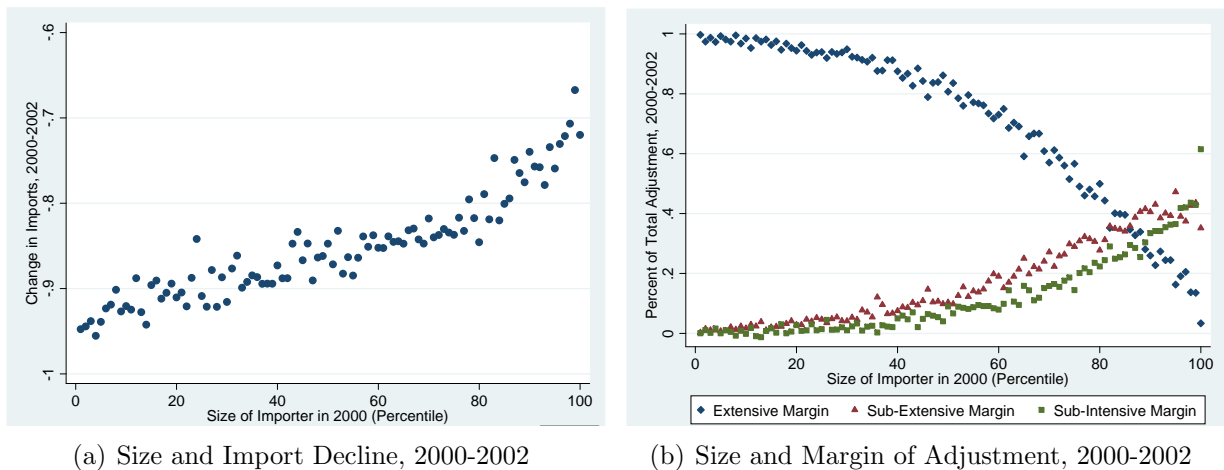 Change in Imports, 2000-2002
-.6
-.7
-.8
-.9
-1
0 20 40 60 80 100
Size of Importer in 2000 (Percentile)
(a) Size and Import Decline, 2000-2002
Percent of Total Adjustment, 2000-2002
1
.8
.6
.4
.2
0
0 20 40 60 80 100
Size of Importer in 2000 (Percentile)
Extensive Margin Sub-Extensive Margin Sub-Intensive Margin
(b) Size and Margin of Adjustment, 2000-2002